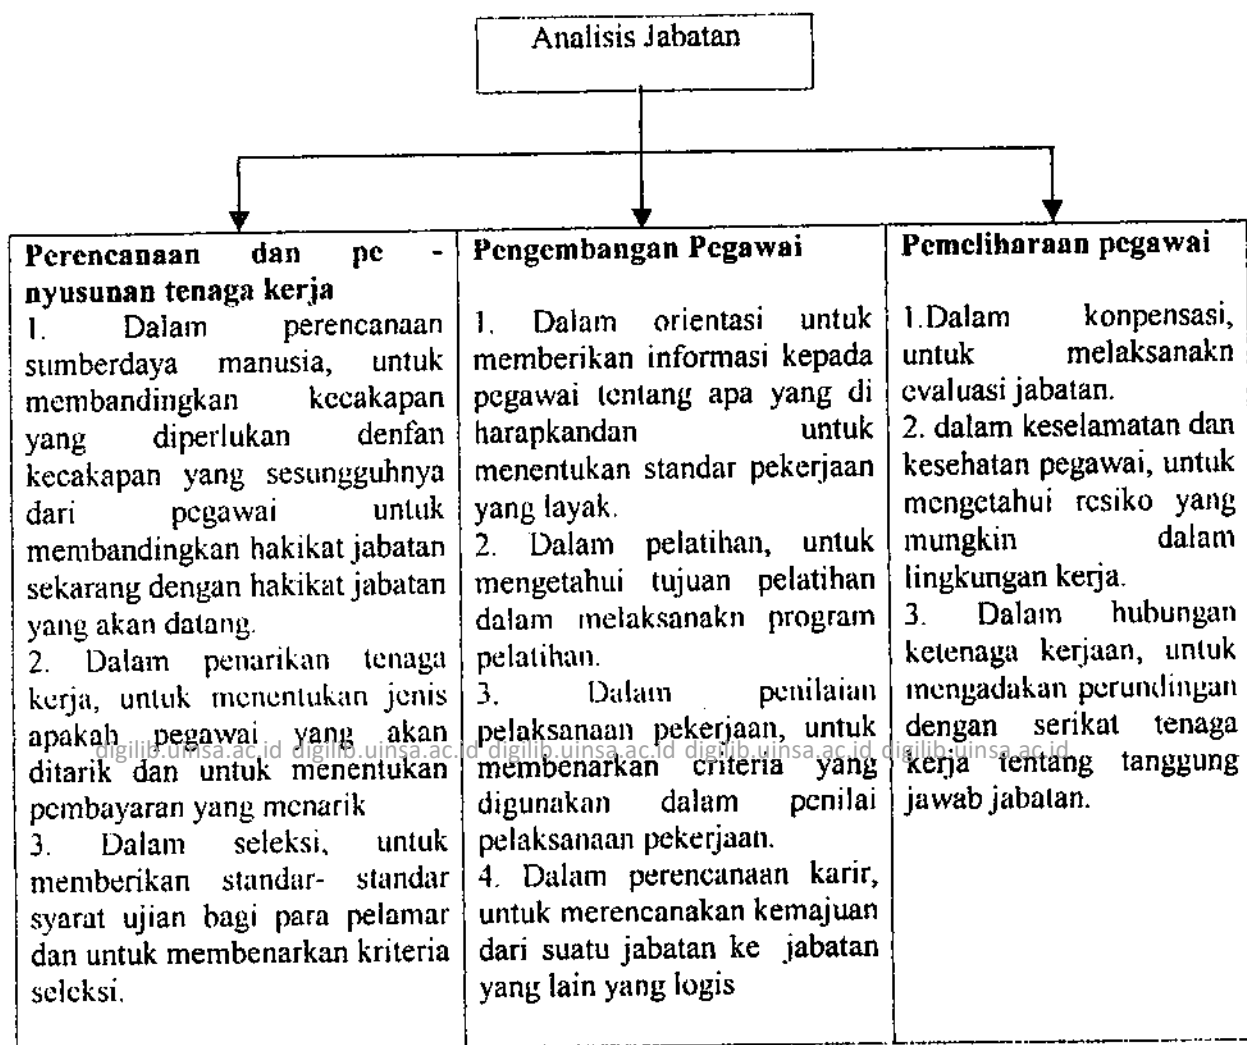 Analisis Jabatan
Perencanaan dan pe -
nyusunan tenaga kerja
1. Dalam perencanaan
sumberdaya manusia, untuk
membandingkan kecakapan
yang diperlukan denfan
kecakapan yang sesungguhnya
dari pegawai untuk
membandingkan hakikat jabatan
sekarang dengan hakikat jabatan
yang akan datang.
2. Dalam penarikan tenaga
kerja, untuk menentukan jenis
apakah pegawai yang akan
ditarik dan untuk menentukan
pembayaran yang menarik
3. Dalam seleksi, untuk
memberikan standar- standar
syarat ujian bagi para pelamar
dan untuk membenarkan kriteria
seleksi.
Pengembangan Pegawai
1. Dalam orientasi untuk
memberikan informasi kepada
pegawai tentang apa yang di
harapkandan untuk
menentukan standar pekerjaan
yang layak.
2. Dalam pelatihan, untuk
mengetahui tujuan pelatihan
dalam melaksanakn program
pelatihan.
3. Dalam penilaian
pelaksanaan pekerjaan, untuk
membenarkan criteria yang
digunakan dalam penilai
pelaksanaan pekerjaan.
4. Dalam perencanaan karir,
untuk merencanakan kemajuan
dari suatu jabatan ke jabatan
yang lain yang logis
Pemeliharaan pegawai
1.Dalam konpensasi,
untuk melaksanakn
evaluasi jabatan.
2. dalam keselamatan dan
kesehatan pegawai, untuk
mengetahui resiko yang
mungkin dalam
lingkungan kerja.
3. Dalam hubungan
ketenaga kerjaan, untuk
mengadakan perundingan
dengan serikat tenaga
kerja tentang tanggung
jawab jabatan.
digilib.uinsa.ac.id digilib.uinsa.ac.id digilib.uinsa.ac.id digilib.uinsa.ac.id digilib.uinsa.ac.id